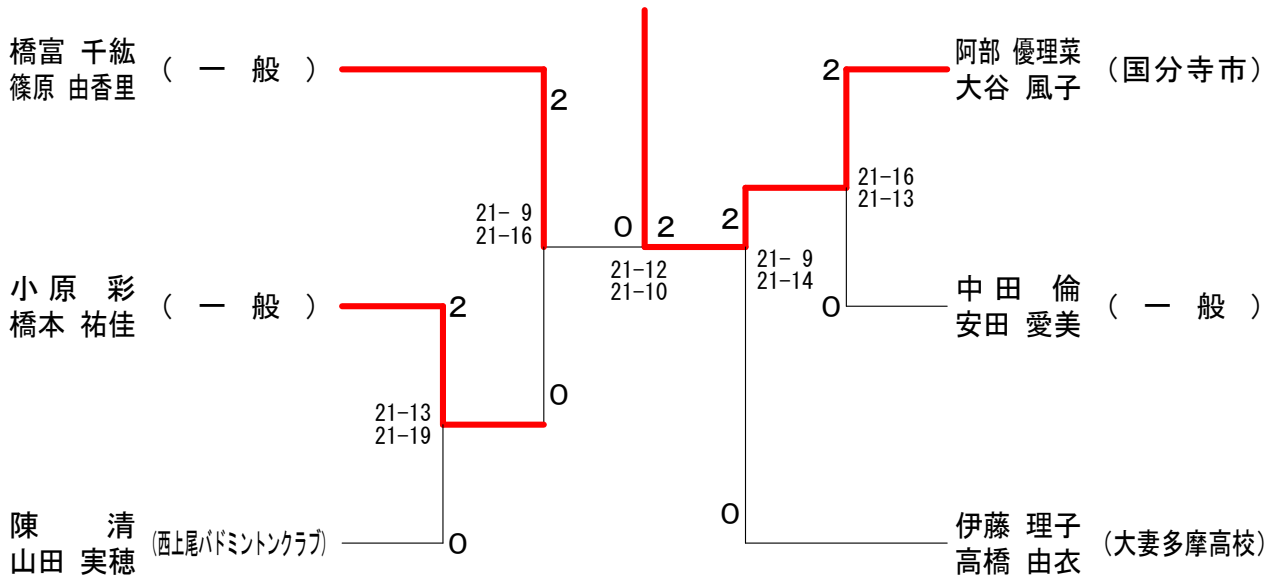 橋富 千紘
篠原 由香里
( 一 般 )
2
21- 9
21-16
小 原 彩
橋本 祐佳
( 一 般 )
2
0
21-13
21-19
陳 清
山田 実穂
(西上尾バドミントンクラブ)
0
0 2
21-12
21-10
2
21- 9
21-14
阿部 優理菜
大谷 風子
(国分寺市)
2
21-16
21-13
中 田 倫
安田 愛美
( 一 般 )
0
伊藤 理子
高橋 由衣
(大妻多摩高校)
0